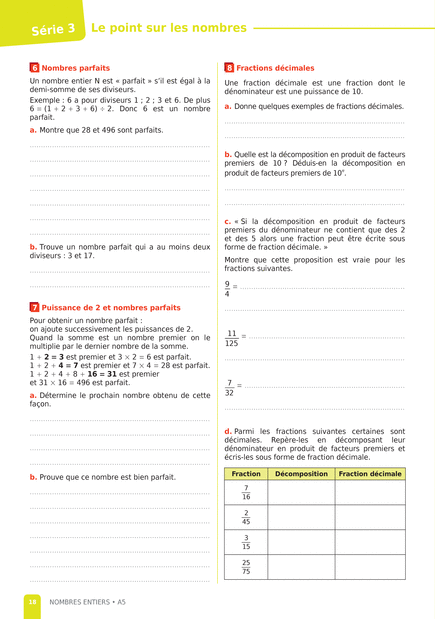 Série 3 Le point sur les nombres
6 Nombres parfaits
Un nombre entier N est « parfait » s'il est égal à la
demi-somme de ses diviseurs.
Exemple : 6 a pour diviseurs 1 ; 2 ; 3 et 6. De plus
6 = (1 + 2 + 3 + 6) ÷ 2. Donc 6 est un nombre
parfait.
a. Montre que 28 et 496 sont parfaits.
b. Trouve un nombre parfait qui a au moins deux
diviseurs : 3 et 17.
7 Puissance de 2 et nombres parfaits
Pour obtenir un nombre parfait :
on ajoute successivement les puissances de 2.
Quand la somme est un nombre premier on le
multiplie par le dernier nombre de la somme.
1 + 2 = 3 est premier et 3 × 2 = 6 est parfait.
1 + 2 + 4 = 7 est premier et 7 × 4 = 28 est parfait.
1 + 2 + 4 + 8 + 16 = 31 est premier
et 31 × 16 = 496 est parfait.
a. Détermine le prochain nombre obtenu de cette
façon.
b. Prouve que ce nombre est bien parfait.
8 Fractions décimales
Une fraction décimale est une fraction dont le
dénominateur est une puissance de 10.
a. Donne quelques exemples de fractions décimales.
b. Quelle est la décomposition en produit de facteurs
premiers de 10 ? Déduis-en la décomposition en
produit de facteurs premiers de 10ⁿ.
c. « Si la décomposition en produit de facteurs
premiers du dénominateur ne contient que des 2
et des 5 alors une fraction peut être écrite sous
forme de fraction décimale. »
Montre que cette proposition est vraie pour les
fractions suivantes.
9/4 =
11/125 =
7/32 =
d. Parmi les fractions suivantes certaines sont
décimales. Repère-les en décomposant leur
dénominateur en produit de facteurs premiers et
écris-les sous forme de fraction décimale.
Fraction Décomposition Fraction décimale
7/16
2/45
3/15
25/75
18 NOMBRES ENTIERS • A5